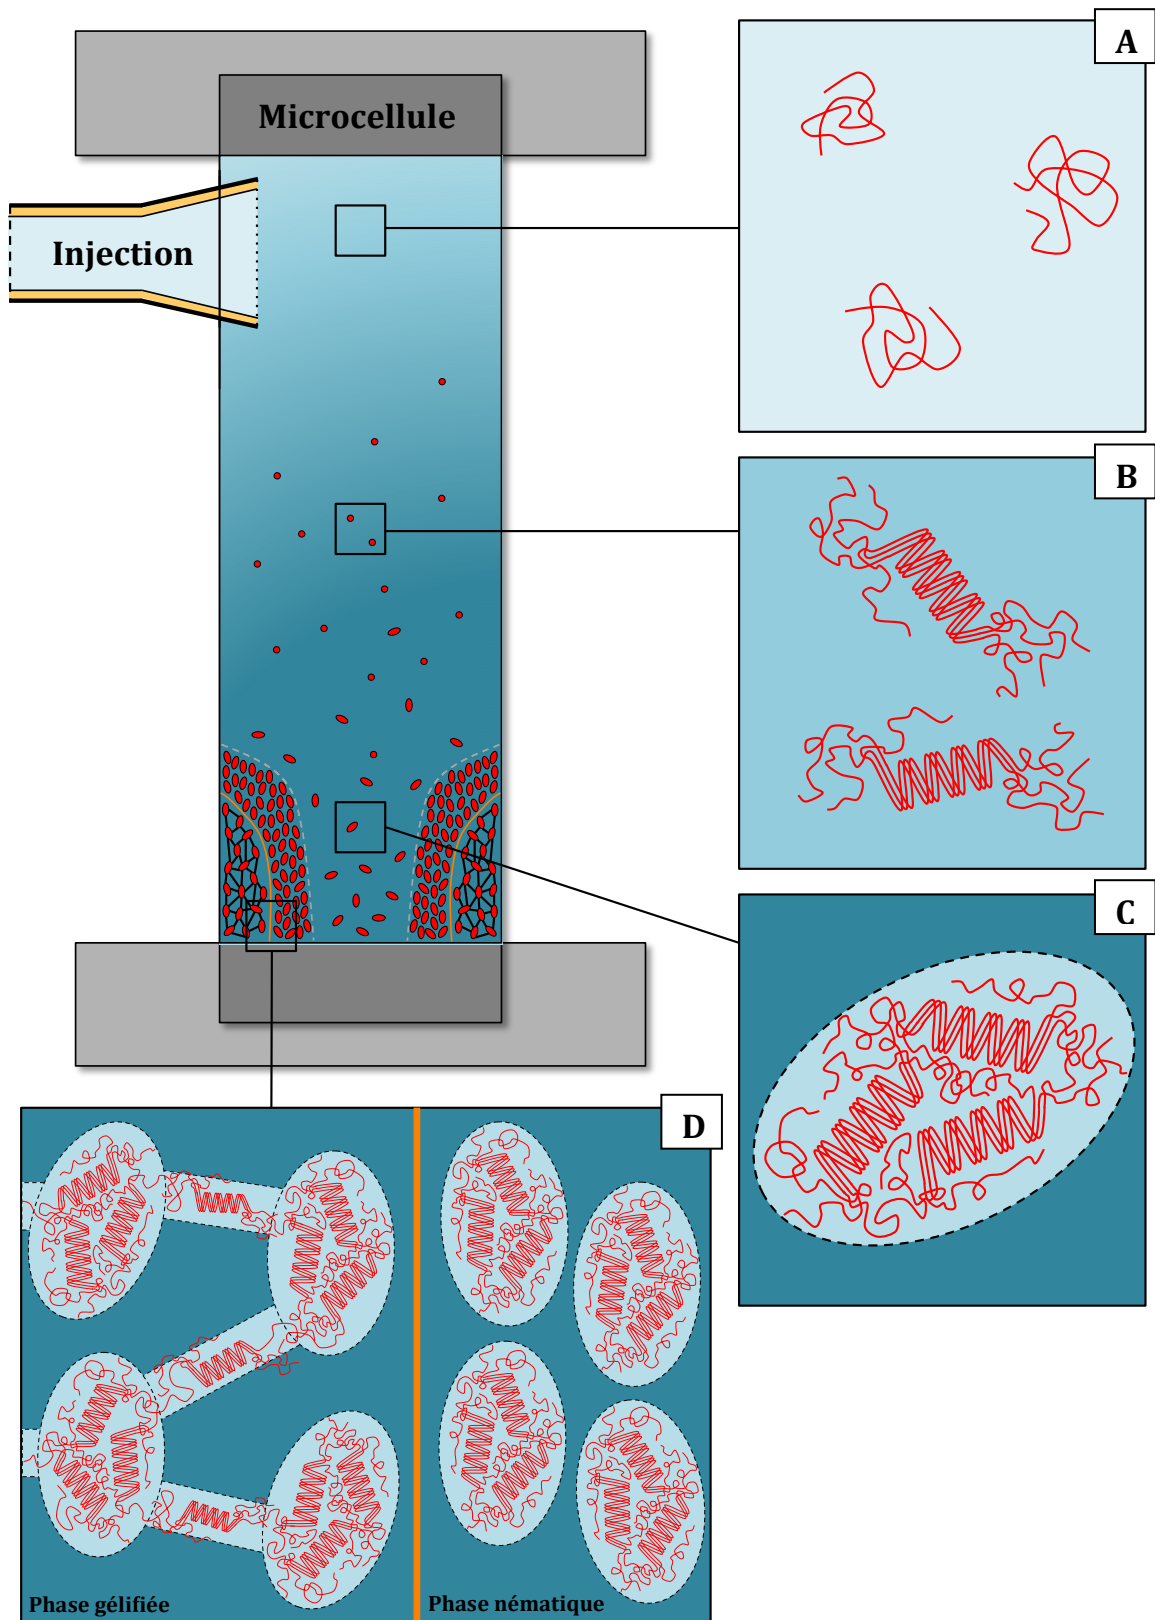 A
Microcellule
Injection
B
C
D
Phase gélifiée
Phase nématique